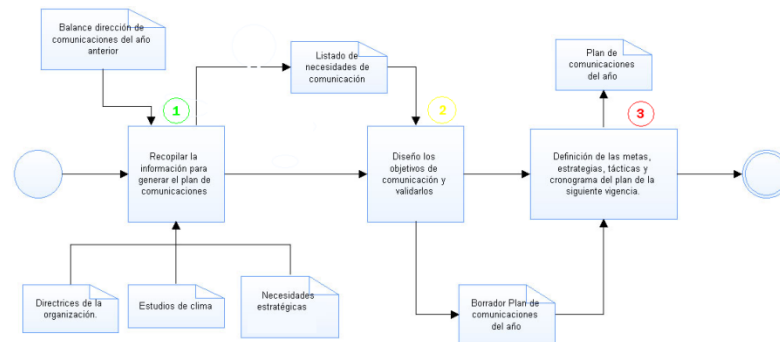 Balance dirección de
comunicaciones del año
anterior
Listado de
necesidades de
comunicación
Plan de
comunicaciones
del año
1
2
3
Recopilar la
información para
generar el plan de
comunicaciones
Diseño los
objetivos de
comunicación y
validarlos
Definición de las metas,
estrategias, tácticas y
cronograma del plan de la
siguiente vigencia.
Directrices de la
organización.
Estudios de clima
Necesidades
estratégicas
Borrador Plan de
comunicaciones
del año